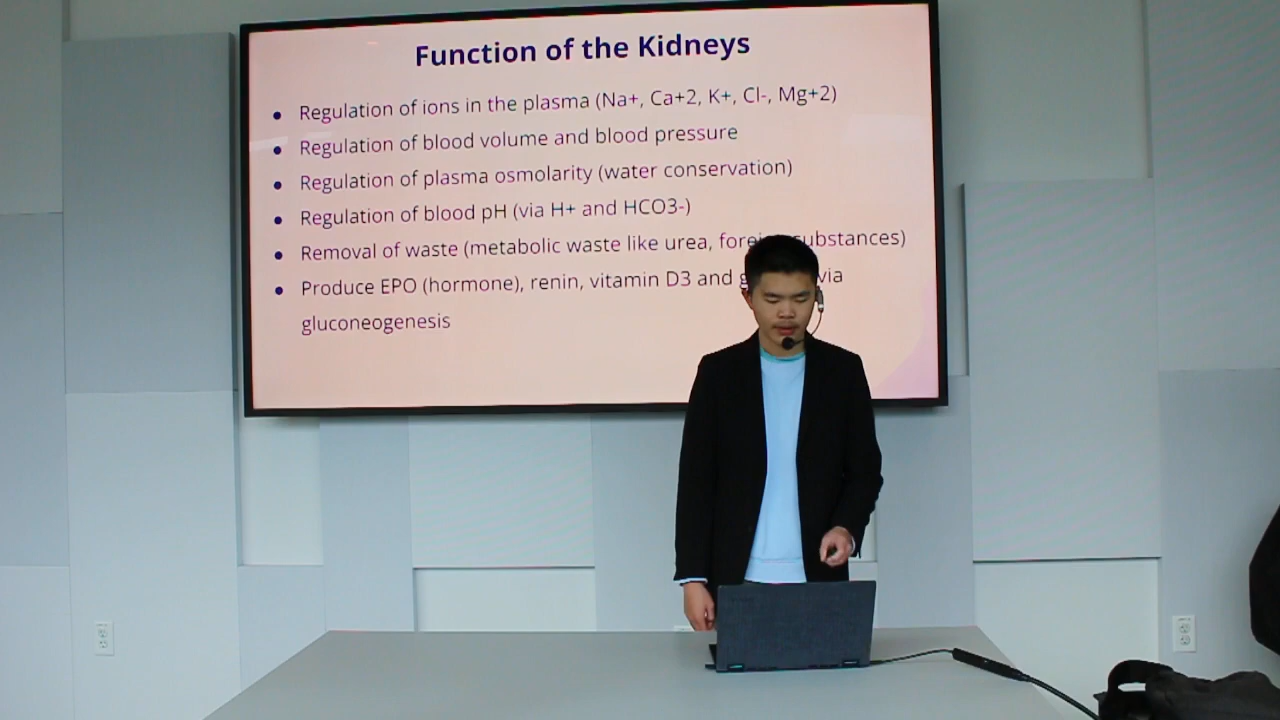 Function of the Kidneys
Regulation of ions in the plasma (Na+, Ca+2, K+, Cl-, Mg+2)
Regulation of blood volume and blood pressure
Regulation of plasma osmolarity (water conservation)
Regulation of blood pH (via H+ and HCO3-)
Removal of waste (metabolic waste like urea, substances)
Produce EPO (hormone), renin, vitamin D3 and via
gluconeogenesis